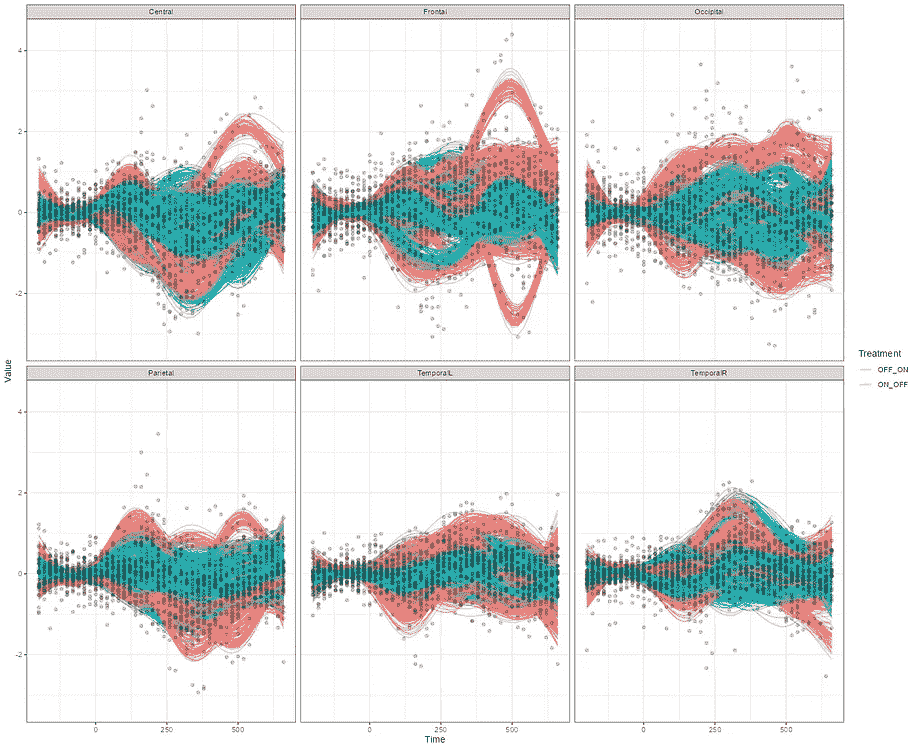 Central Frontal Occipital
4
2
0
-2
Value
Treatment
OFF_ON
ON_OFF
Parietal TemporalL TemporalR
4
2
0
-2
0 250 500 0 250 500 0 250 500
Time